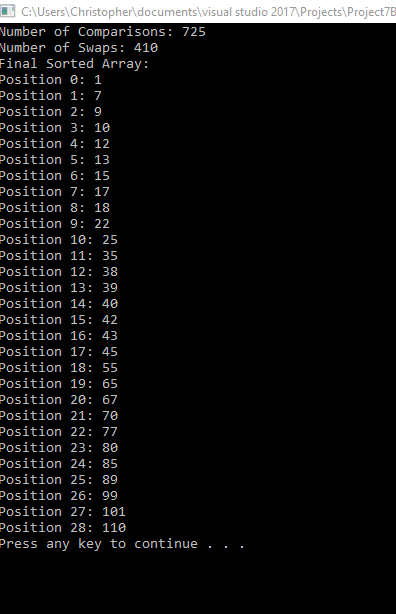 C:\Users\Christopher\documents\visual studio 2017\Projects\Project7B
Number of Comparisons: 725
Number of Swaps: 410
Final Sorted Array:
Position 0: 1
Position 1: 7
Position 2: 9
Position 3: 10
Position 4: 12
Position 5: 13
Position 6: 15
Position 7: 17
Position 8: 18
Position 9: 22
Position 10: 25
Position 11: 35
Position 12: 38
Position 13: 39
Position 14: 40
Position 15: 42
Position 16: 43
Position 17: 45
Position 18: 55
Position 19: 65
Position 20: 67
Position 21: 70
Position 22: 77
Position 23: 80
Position 24: 85
Position 25: 89
Position 26: 99
Position 27: 101
Position 28: 110
Press any key to continue . . .